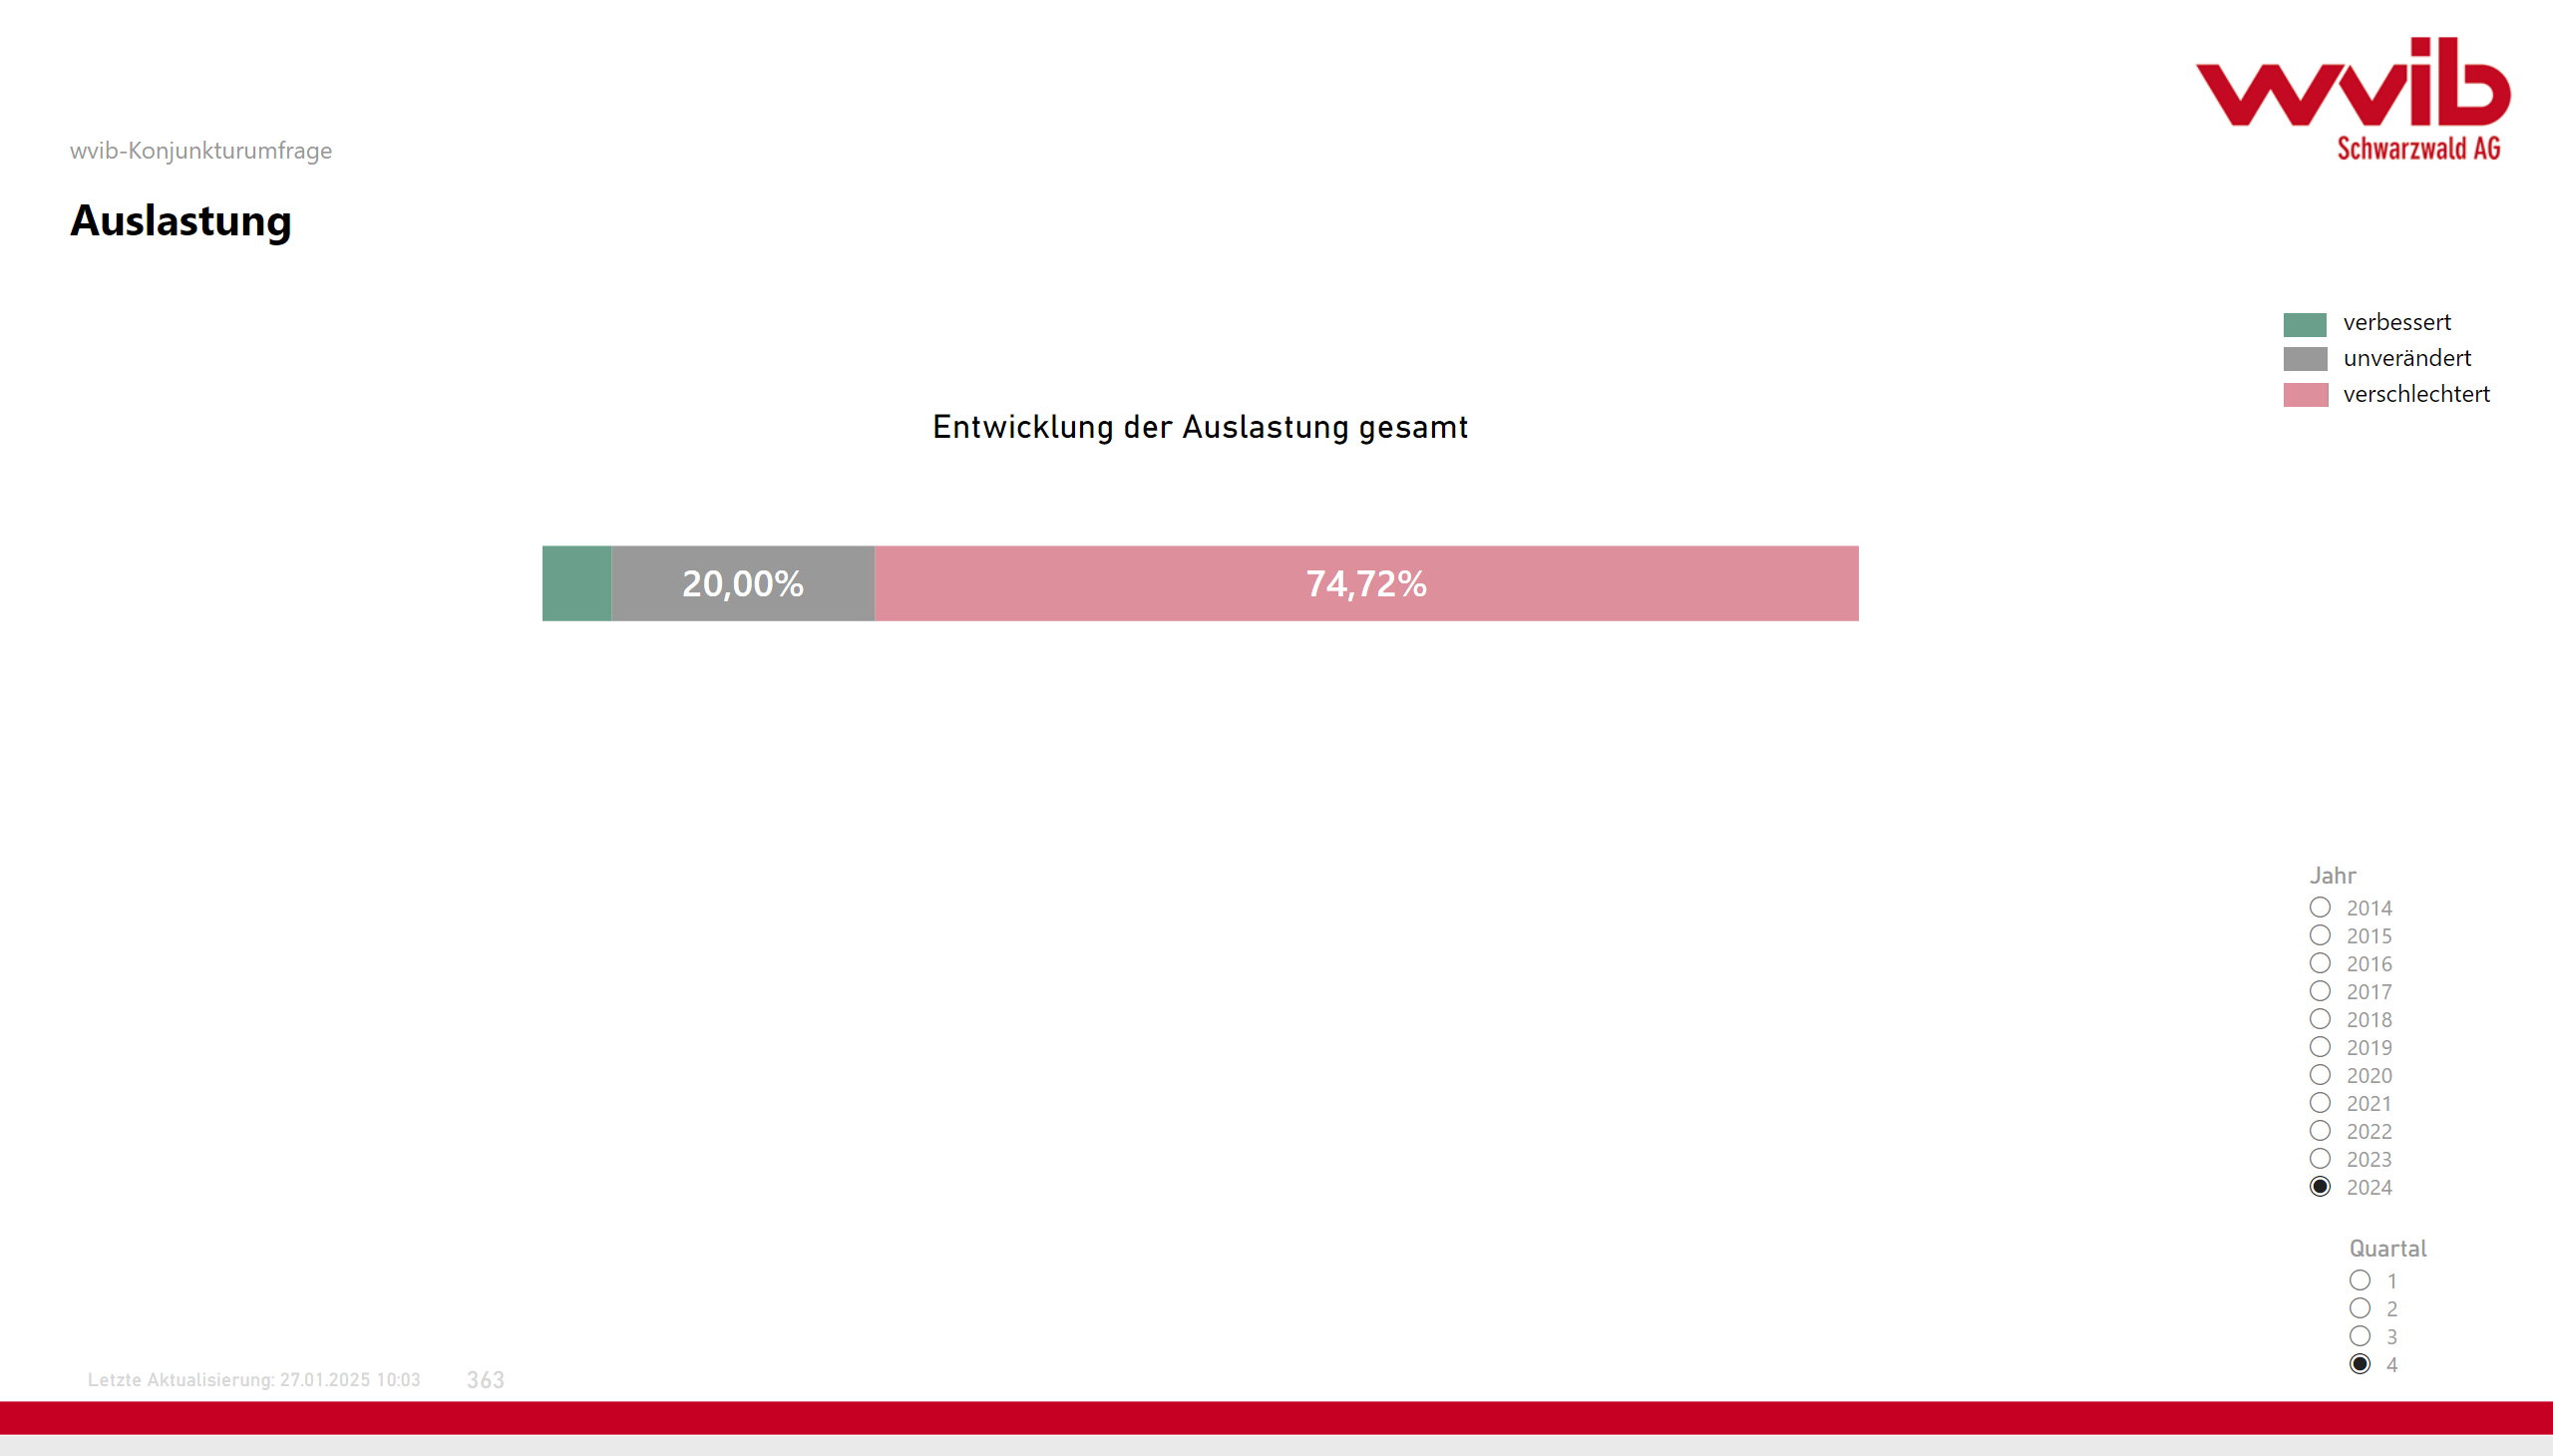 wvib
Schwarzwald AG
wvib-Konjunkturumfrage
Auslastung
verbessert
unverändert
verschlechtert
Entwicklung der Auslastung gesamt
20,00%
74,72%
Jahr
2014
2015
2016
2017
2018
2019
2020
2021
2022
2023
2024
Quartal
1
2
3
4
Letzte Aktualisierung: 27.01.2025 10:03 363